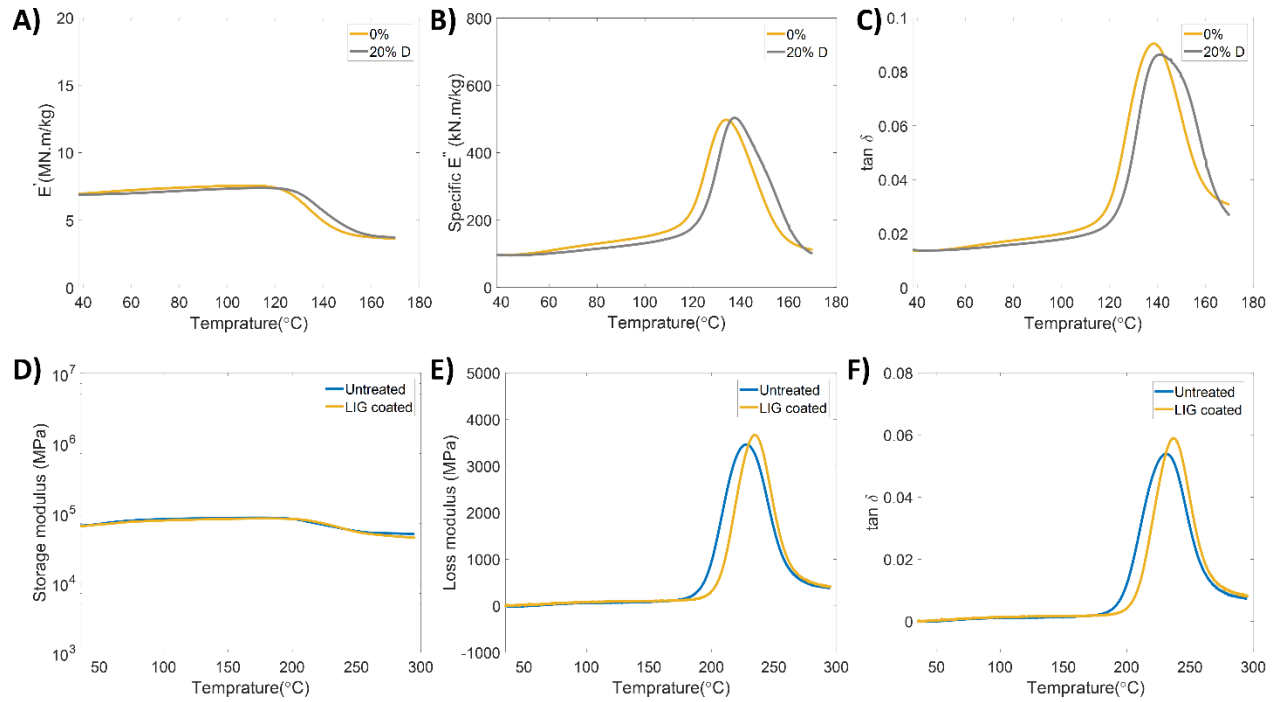 A)
20
15
10
5
0
E'(MN.m/kg)
0%
20% D
40 60 80 100 120 140 160 180
Temprature(°C)
B)
800
600
400
200
0
Specific E" (kN.m/kg)
0%
20% D
40 60 80 100 120 140 160 180
Temprature(°C)
C)
0.1
0.08
0.06
0.04
0.02
0
tan δ
0%
20% D
40 60 80 100 120 140 160 180
Temprature(°C)
D)
10^7
10^6
10^5
10^4
10^3
Storage modulus (MPa)
Untreated
LIG coated
50 100 150 200 250 300
Temprature(°C)
E)
5000
4000
3000
2000
1000
0
-1000
Loss modulus (MPa)
Untreated
LIG coated
50 100 150 200 250 300
Temprature(°C)
F)
0.08
0.06
0.04
0.02
0
tan δ
Untreated
LIG coated
50 100 150 200 250 300
Temprature(°C)